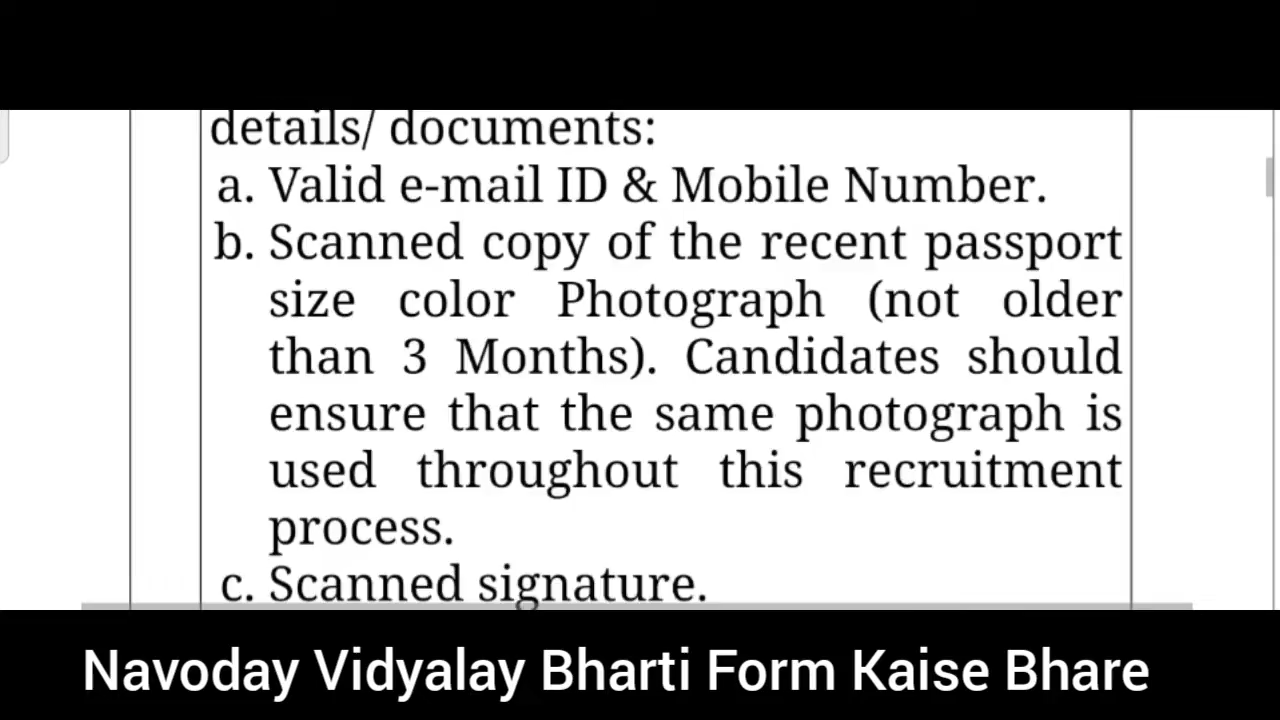 details/ documents:
a. Valid e-mail ID & Mobile Number.
b. Scanned copy of the recent passport
size color Photograph (not older
than 3 Months). Candidates should
ensure that the same photograph is
used throughout this recruitment
process.
c. Scanned signature.
Navoday Vidyalay Bharti Form Kaise Bhare